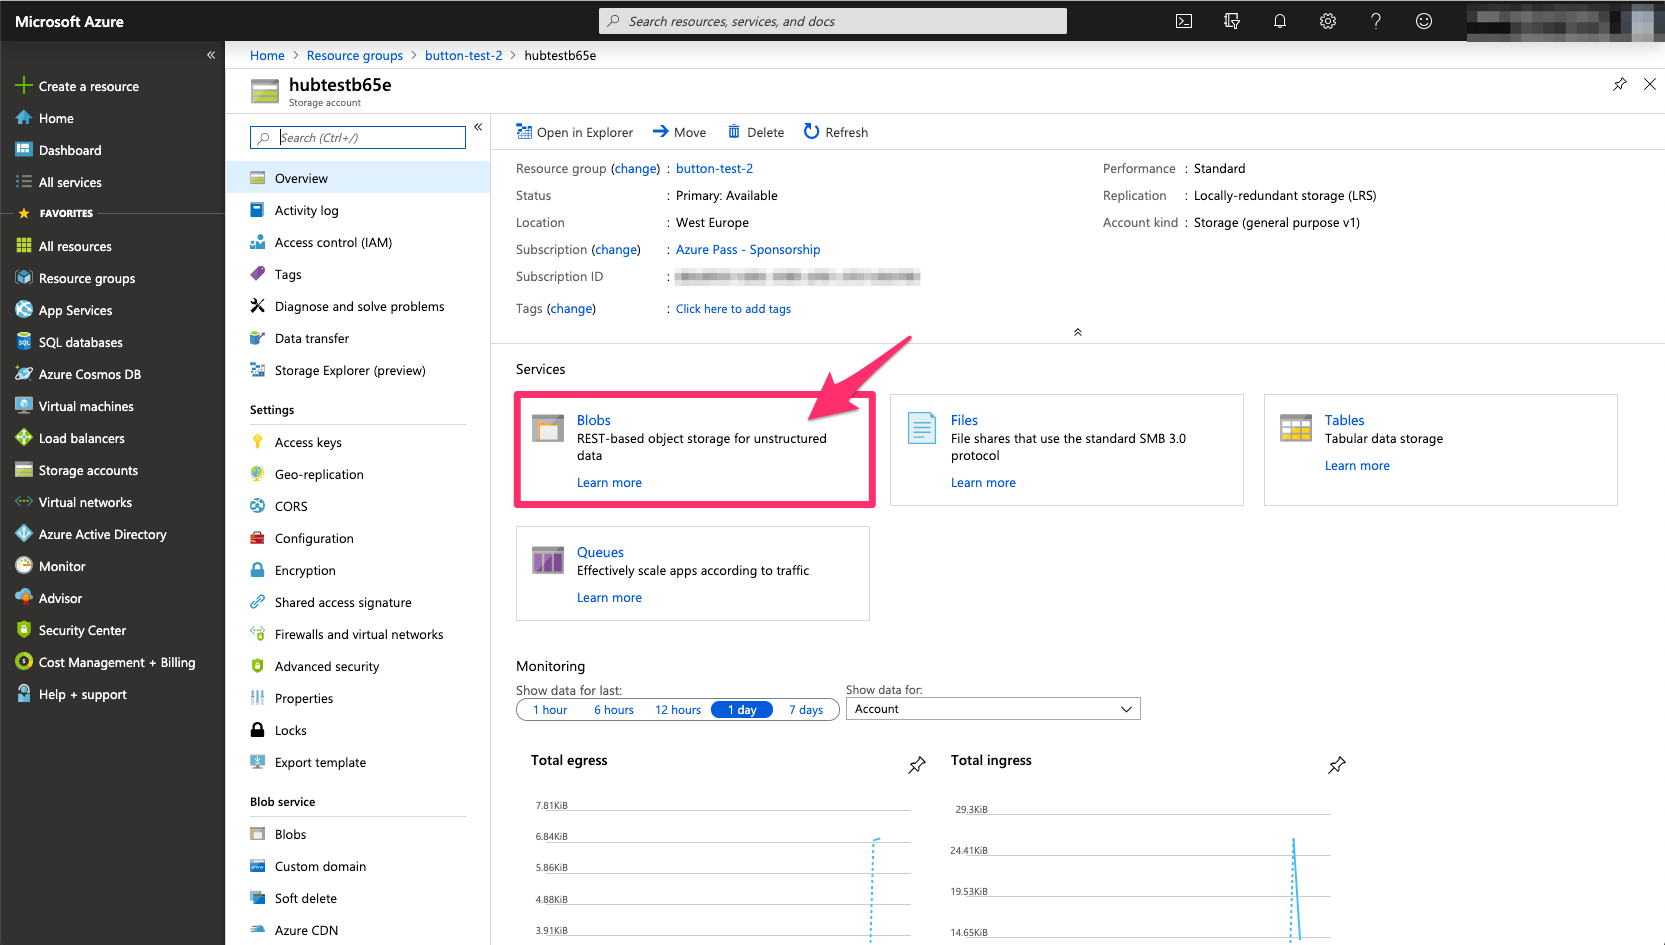 Microsoft Azure
Search resources, services, and docs
Create a resource
Home
Dashboard
All services
FAVORITES
All resources
Resource groups
App Services
SQL databases
Azure Cosmos DB
Virtual machines
Load balancers
Storage accounts
Virtual networks
Azure Active Directory
Monitor
Advisor
Security Center
Cost Management + Billing
Help + support
Home > Resource groups > button-test-2 > hubtestb65e
hubtestb65e
Storage account
Search (Ctrl+/)
Overview
Activity log
Access control (IAM)
Tags
Diagnose and solve problems
Data transfer
Storage Explorer (preview)
Settings
Access keys
Geo-replication
CORS
Configuration
Encryption
Shared access signature
Firewalls and virtual networks
Advanced security
Properties
Locks
Export template
Blob service
Blobs
Custom domain
Soft delete
Azure CDN
Open in Explorer Move Delete Refresh
Resource group (change) : button-test-2
Status : Primary: Available
Location : West Europe
Subscription (change) : Azure Pass - Sponsorship
Subscription ID :
Tags (change) : Click here to add tags
Performance : Standard
Replication : Locally-redundant storage (LRS)
Account kind : Storage (general purpose v1)
Services
Blobs
REST-based object storage for unstructured
data
Learn more
Files
File shares that use the standard SMB 3.0
protocol
Learn more
Tables
Tabular data storage
Learn more
Queues
Effectively scale apps according to traffic
Learn more
Monitoring
Show data for last:
1 hour 6 hours 12 hours 1 day 7 days
Show data for:
Account
Total egress
7.81KiB
6.84KiB
5.86KiB
4.88KiB
3.91KiB
Total ingress
29.3KiB
24.41KiB
19.53KiB
14.65KiB